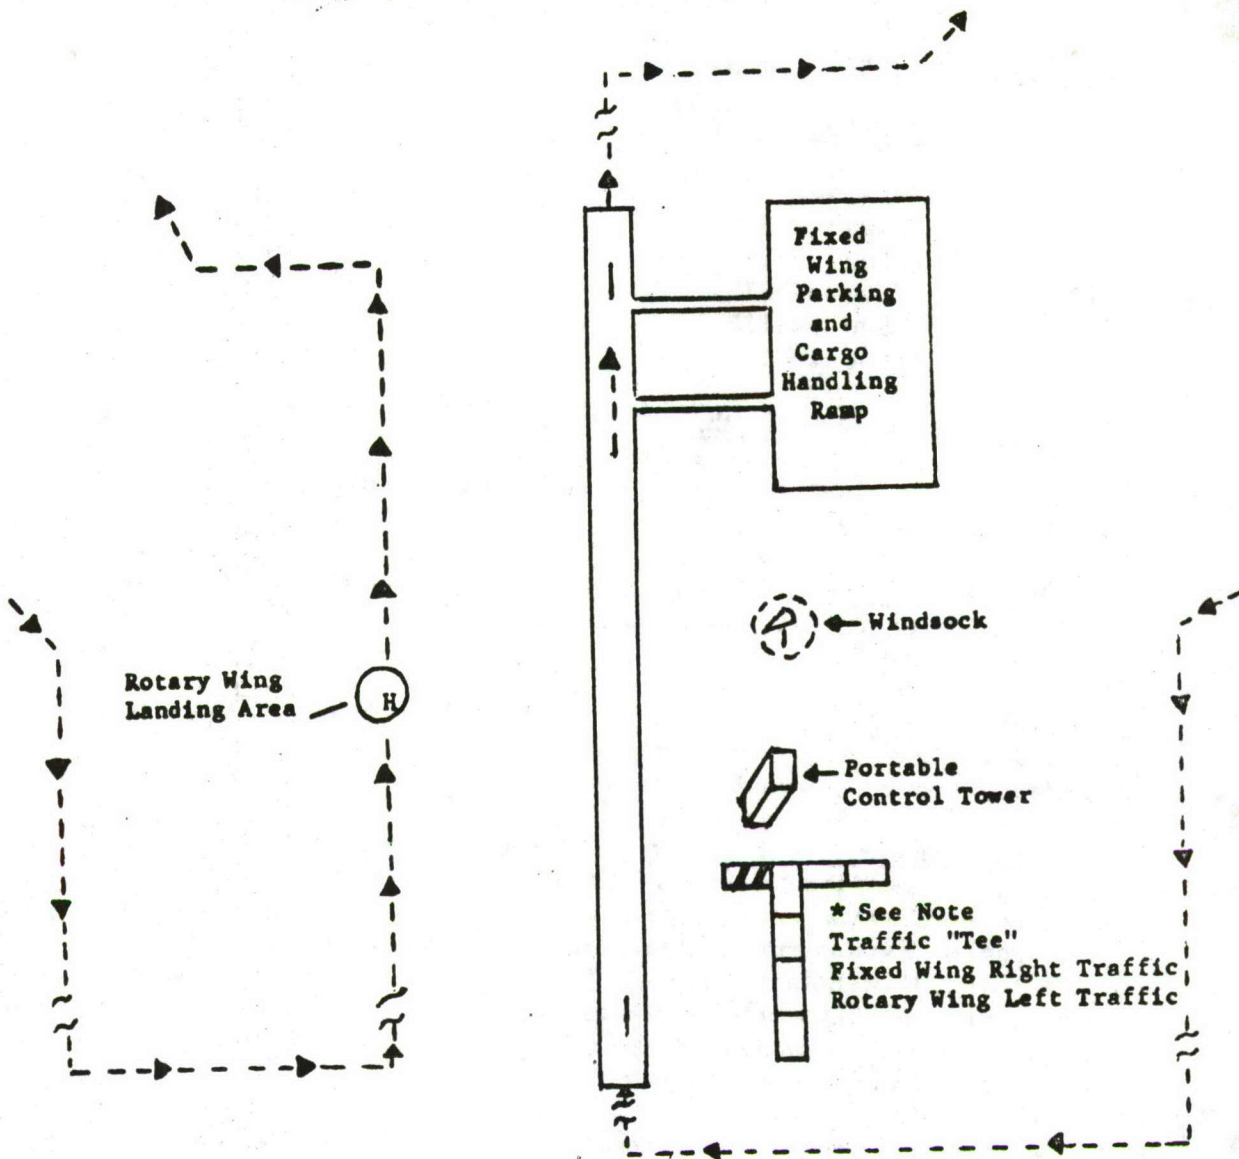 Fixed
Wing
Parking
and
Cargo
Handling
Ramp
Windsock
Rotary Wing
Landing Area
H
Portable
Control Tower
* See Note
Traffic "Tee"
Fixed Wing Right Traffic
Rotary Wing Left Traffic